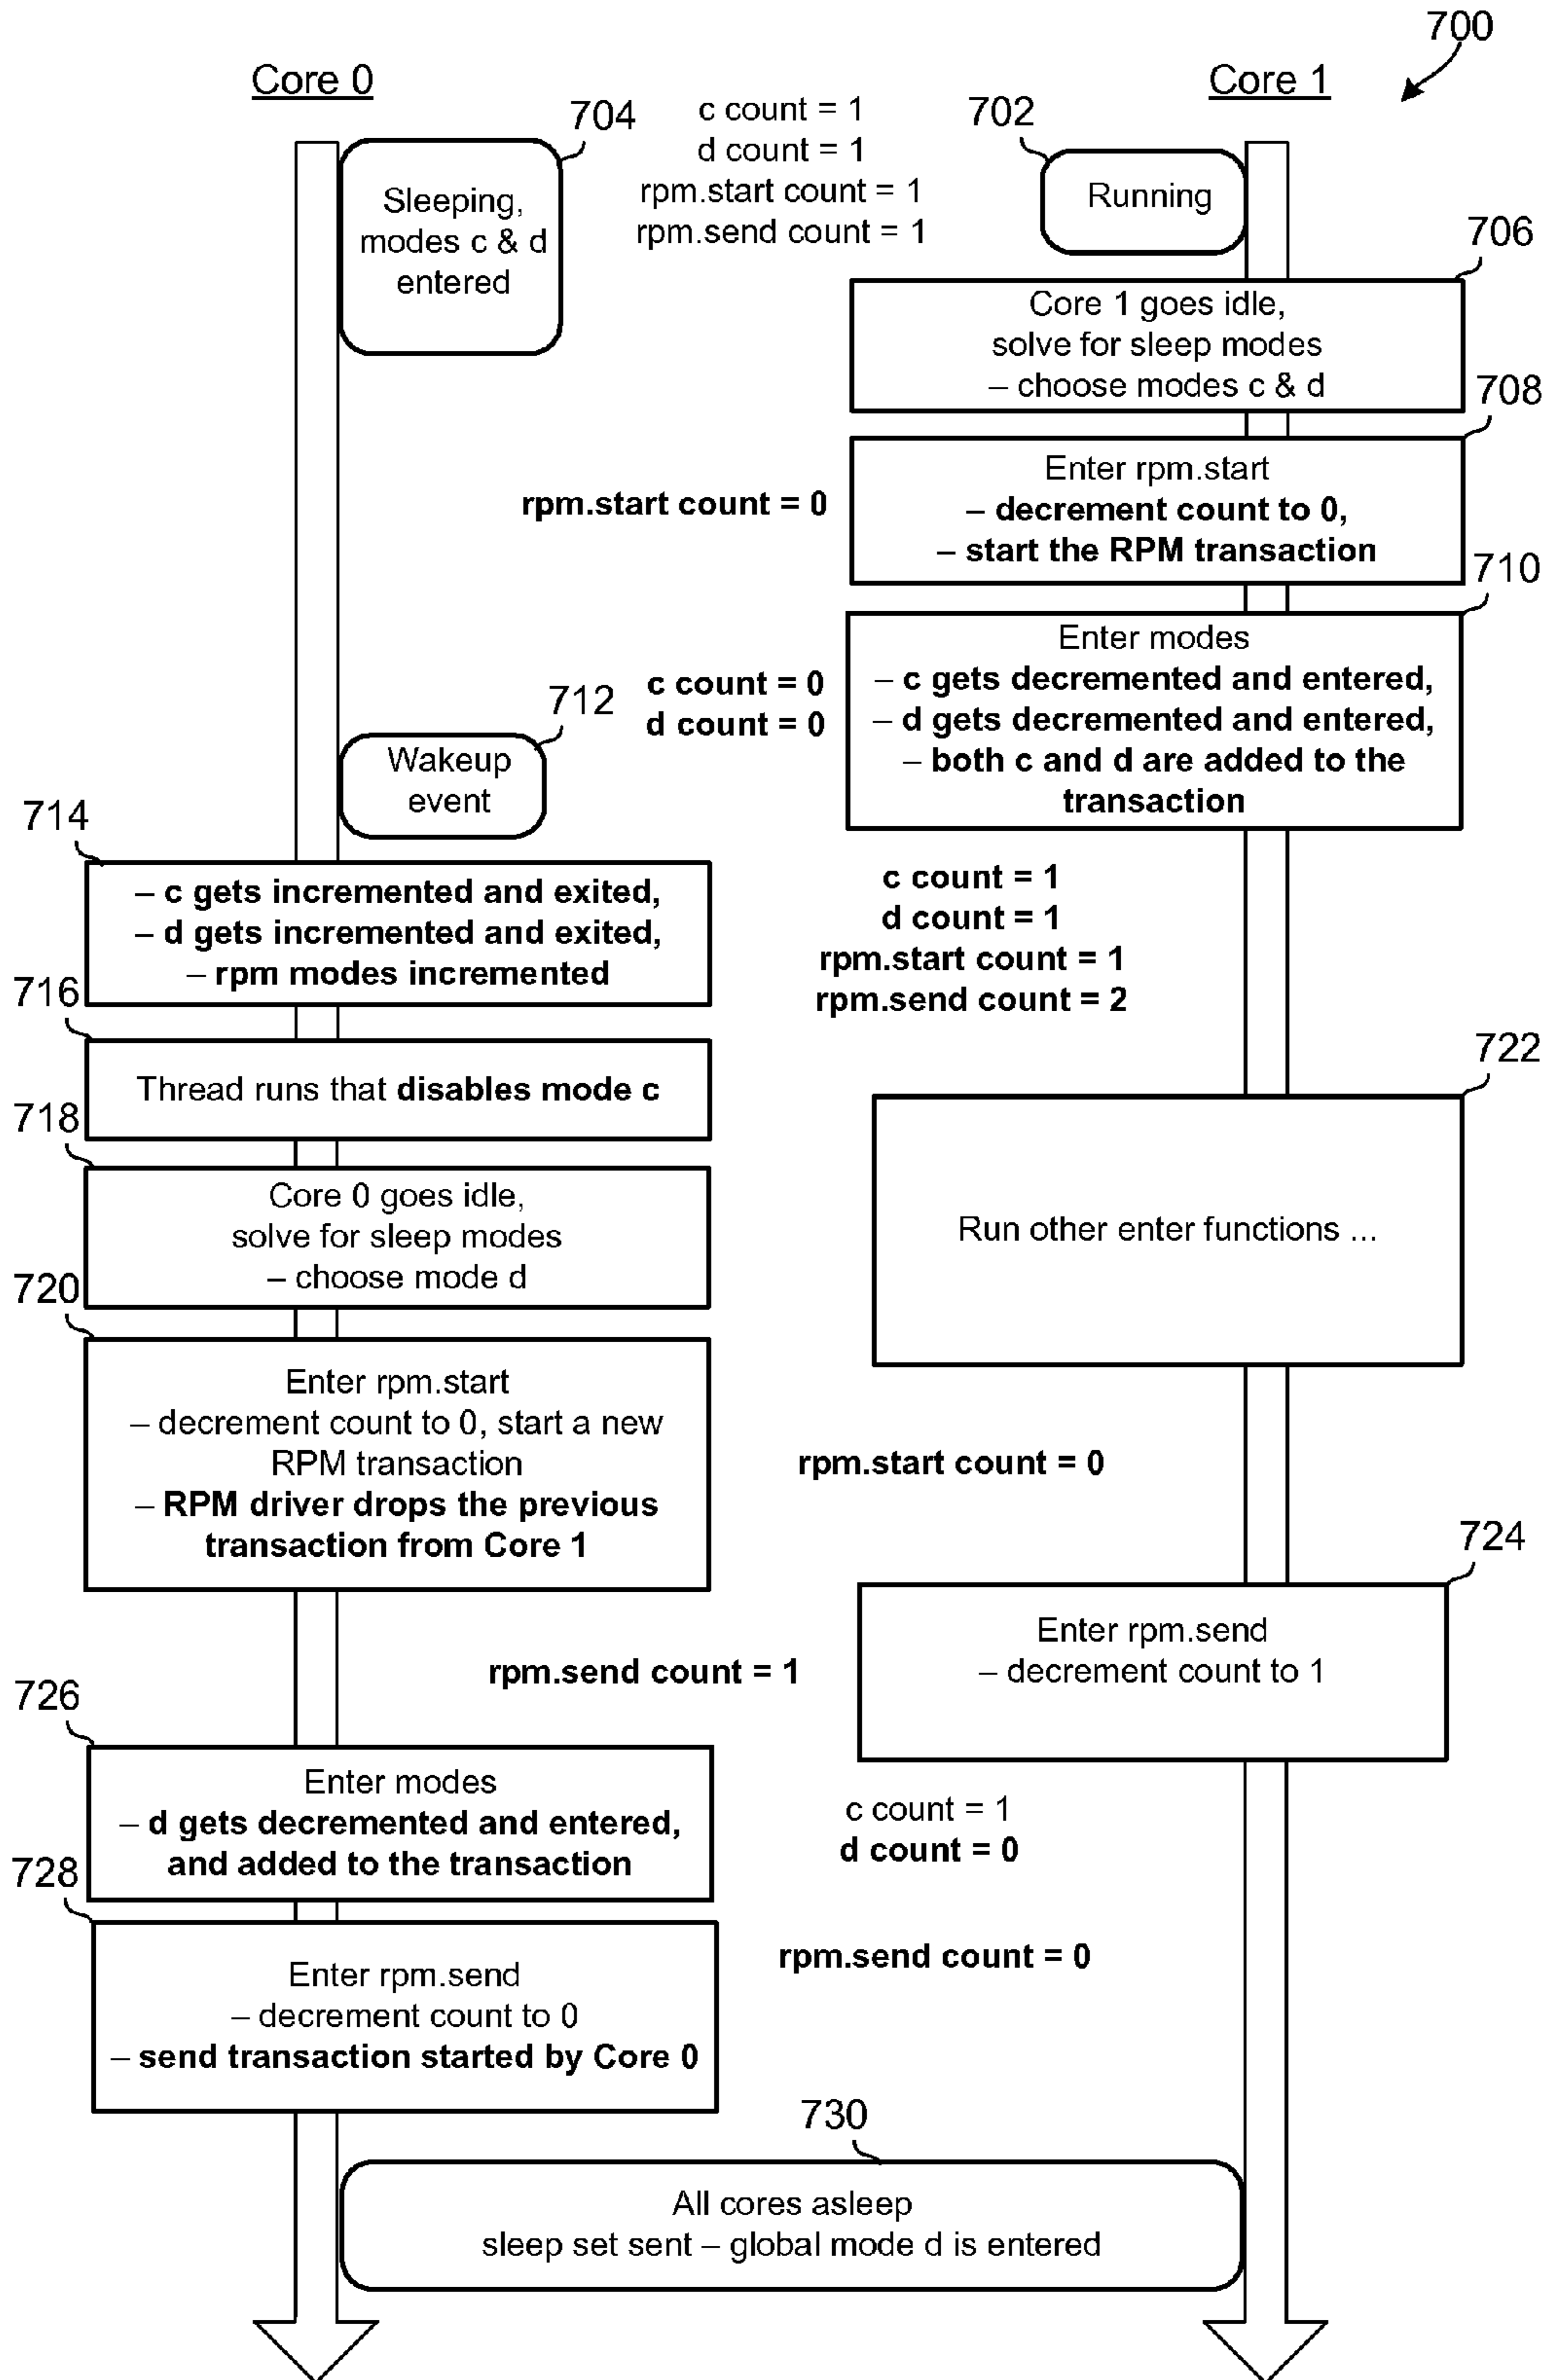 700
Core 0
Core 1
704
c count = 1
d count = 1
rpm.start count = 1
rpm.send count = 1
702
Sleeping,
modes c & d
entered
Running
706
Core 1 goes idle,
solve for sleep modes
– choose modes c & d
708
Enter rpm.start
– decrement count to 0,
– start the RPM transaction
rpm.start count = 0
710
Enter modes
– c gets decremented and entered,
– d gets decremented and entered,
– both c and d are added to the
transaction
c count = 0
d count = 0
712
Wakeup
event
714
– c gets incremented and exited,
– d gets incremented and exited,
– rpm modes incremented
c count = 1
d count = 1
rpm.start count = 1
rpm.send count = 2
716
Thread runs that disables mode c
722
Run other enter functions ...
718
Core 0 goes idle,
solve for sleep modes
– choose mode d
720
Enter rpm.start
– decrement count to 0, start a new
RPM transaction
– RPM driver drops the previous
transaction from Core 1
rpm.start count = 0
724
Enter rpm.send
– decrement count to 1
rpm.send count = 1
726
Enter modes
– d gets decremented and entered,
and added to the transaction
c count = 1
d count = 0
728
Enter rpm.send
– decrement count to 0
– send transaction started by Core 0
rpm.send count = 0
730
All cores asleep
sleep set sent – global mode d is entered